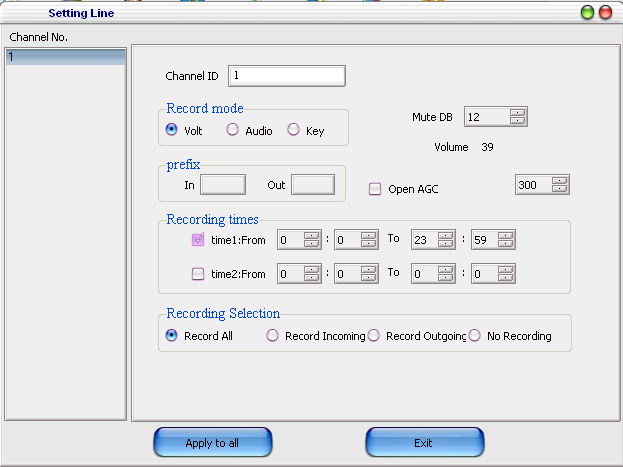 Setting Line
Channel No.
1
Channel ID 1
Record mode
Volt Audio Key
Mute DB 12
Volume 39
prefix
In Out
Open AGC 300
Recording times
time1:From 0 : 0 To 23 : 59
time2:From 0 : 0 To 0 : 0
Recording Selection
Record All Record Incoming Record Outgoing No Recording
Apply to all Exit